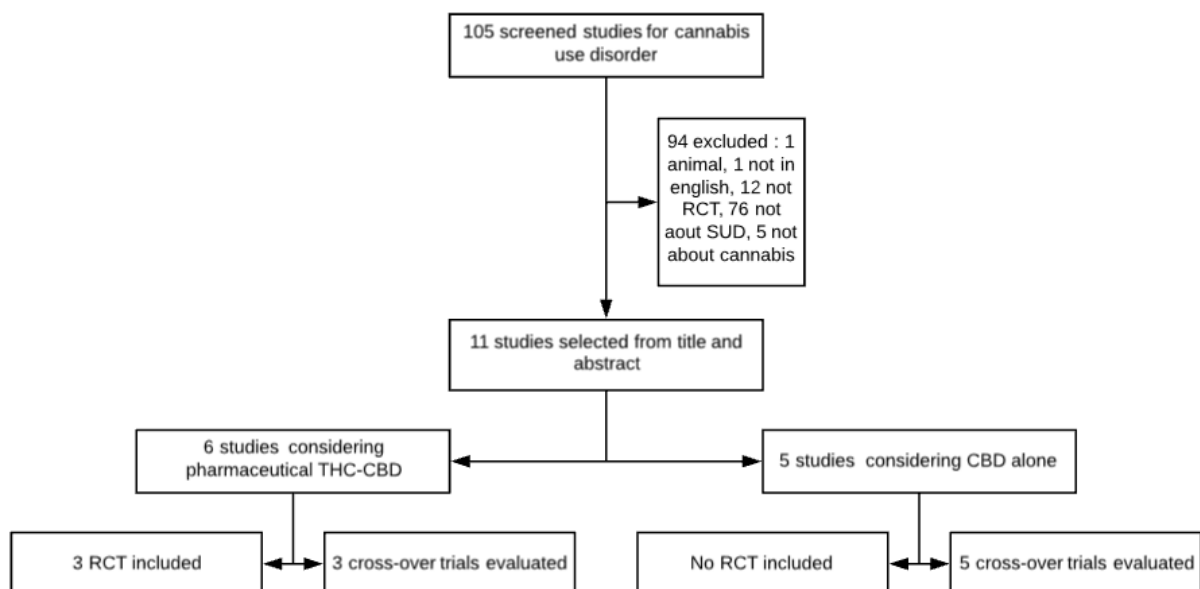 105 screened studies for cannabis
use disorder
94 excluded : 1
animal, 1 not in
english, 12 not
RCT, 76 not
aout SUD, 5 not
about cannabis
11 studies selected from title and
abstract
6 studies considering
pharmaceutical THC-CBD
5 studies considering CBD alone
3 RCT included
3 cross-over trials evaluated
No RCT included
5 cross-over trials evaluated